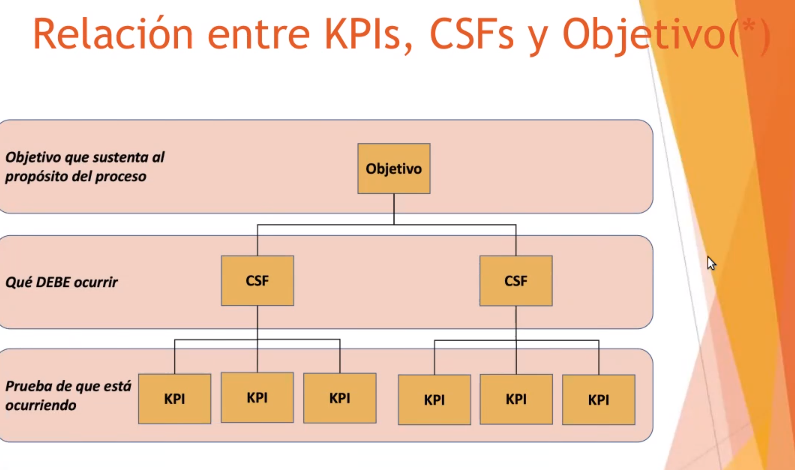 Relación entre KPIs, CSFs y Objetivo(*)
Objetivo que sustenta al
propósito del proceso
Objetivo
Qué DEBE ocurrir
CSF
CSF
Prueba de que está
ocurriendo
KPI
KPI
KPI
KPI
KPI
KPI